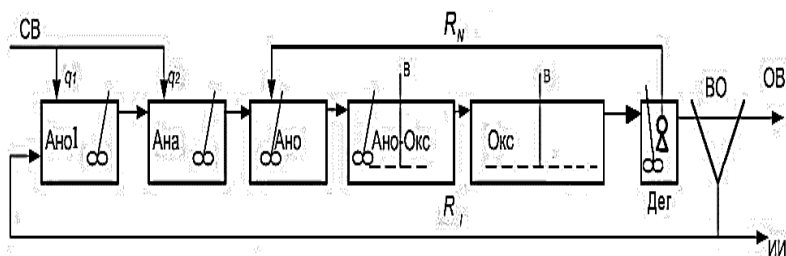 СВ
R_N
q1
q2
В
В
ВО
ОВ
Ано1
Ана
Ано
Ано-Окс
Окс
Дег
R_i
ИИ